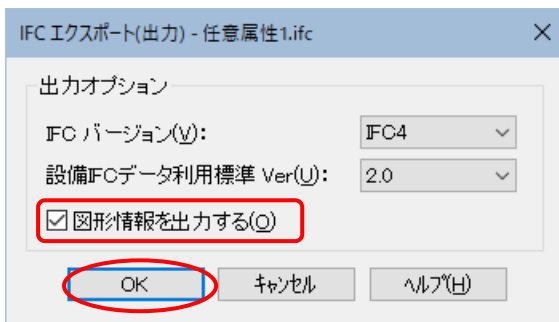 IFC エクスポート(出力) - 任意属性1.ifc
出力オプション
IFC バージョン(V): IFC4
設備IFCデータ利用標準 Ver(U): 2.0
図形情報を出力する(O)
OK キャンセル ヘルプ(H)